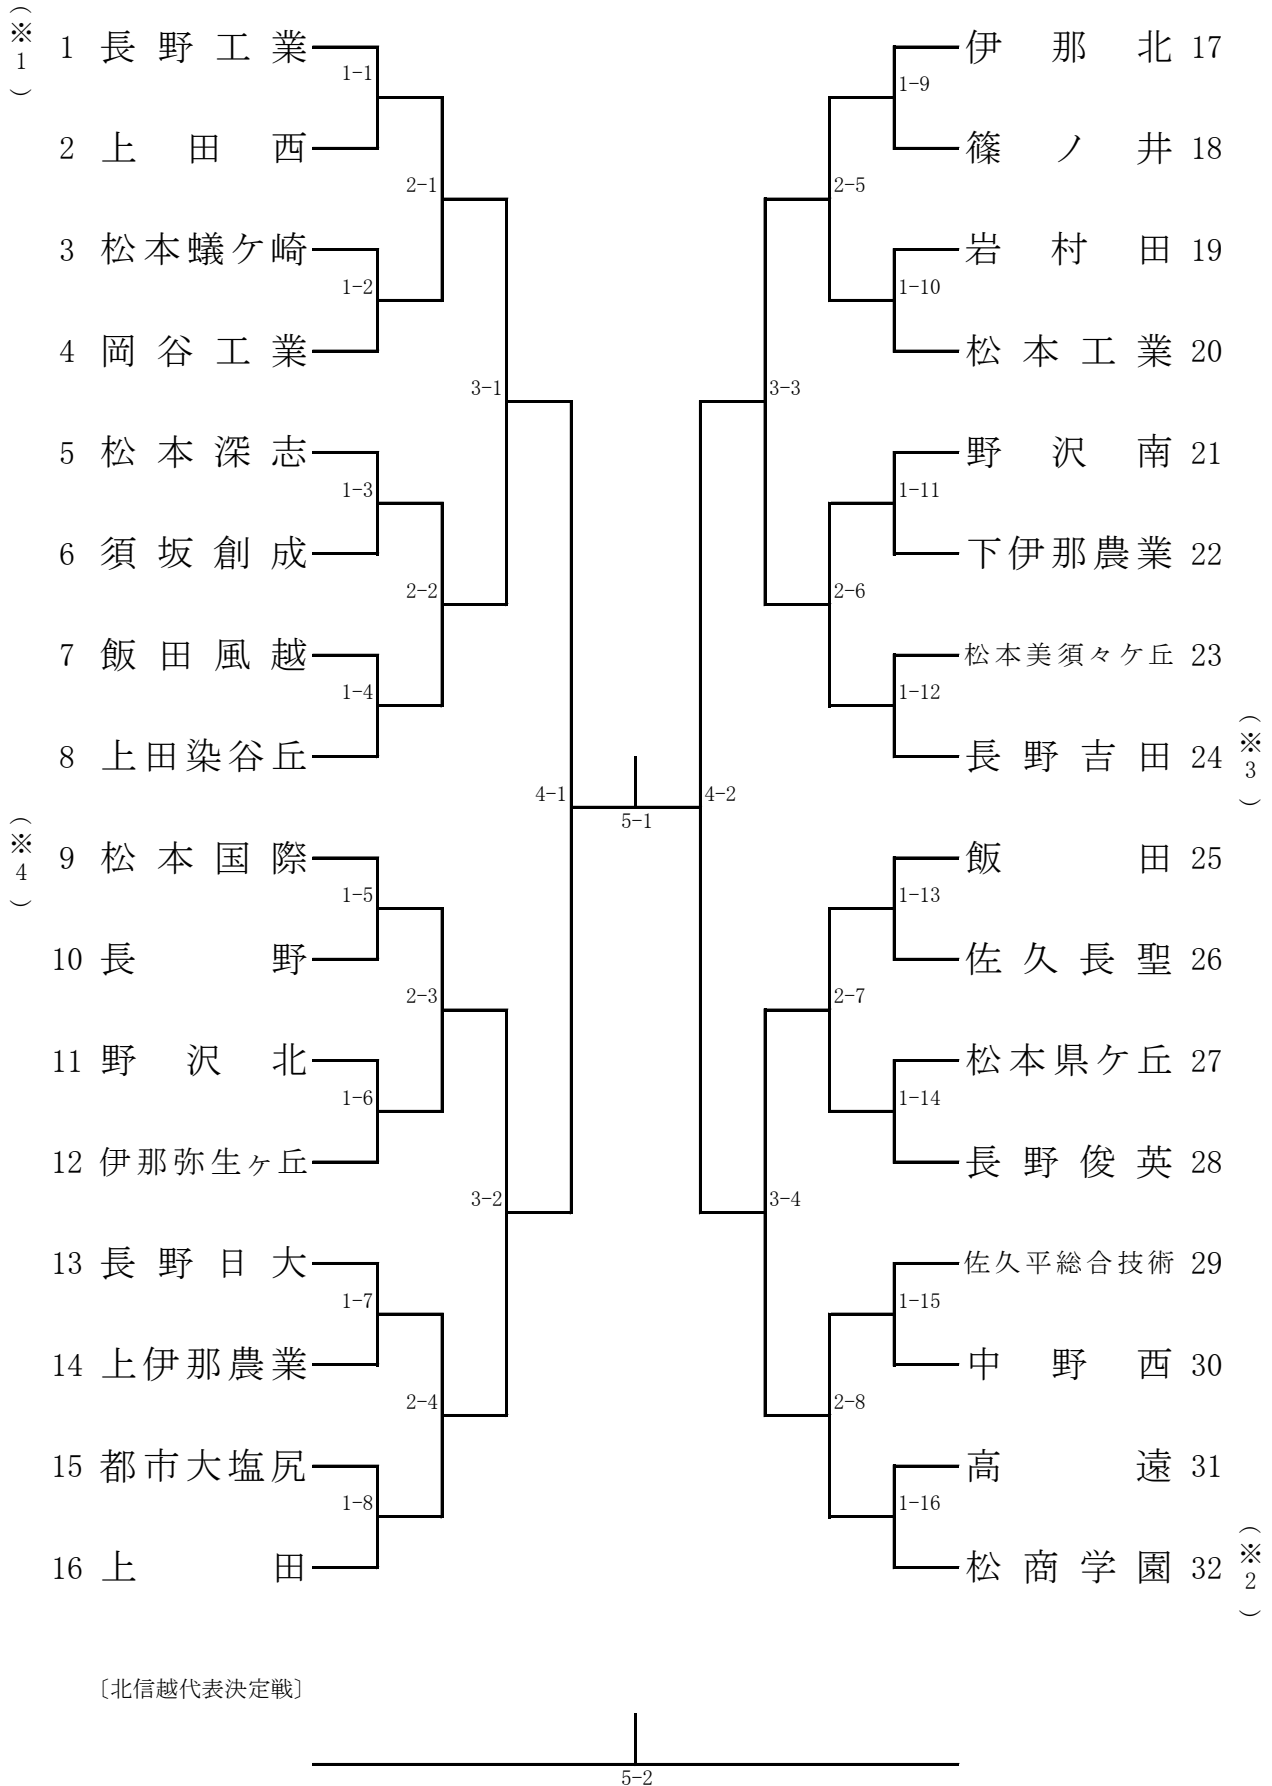 (※1) 1 長野工業
1-1
2 上田西
2-1
3 松本蟻ケ崎
1-2
4 岡谷工業
3-1
5 松本深志
1-3
6 須坂創成
2-2
7 飯田風越
1-4
8 上田染谷丘
4-1
(※4) 9 松本国際
1-5
10 長野
2-3
11 野沢北
1-6
12 伊那弥生ヶ丘
3-2
13 長野日大
1-7
14 上伊那農業
2-4
15 都市大塩尻
1-8
16 上田
5-1
伊那北 17
1-9
篠ノ井 18
2-5
岩村田 19
1-10
松本工業 20
3-3
野沢南 21
1-11
下伊那農業 22
2-6
松本美須々ケ丘 23
1-12
長野吉田 24 (※3)
4-2
飯田 25
1-13
佐久長聖 26
2-7
松本県ケ丘 27
1-14
長野俊英 28
3-4
佐久平総合技術 29
1-15
中野西 30
2-8
高遠 31
1-16
松商学園 32 (※2)
〔北信越代表決定戦〕
5-2